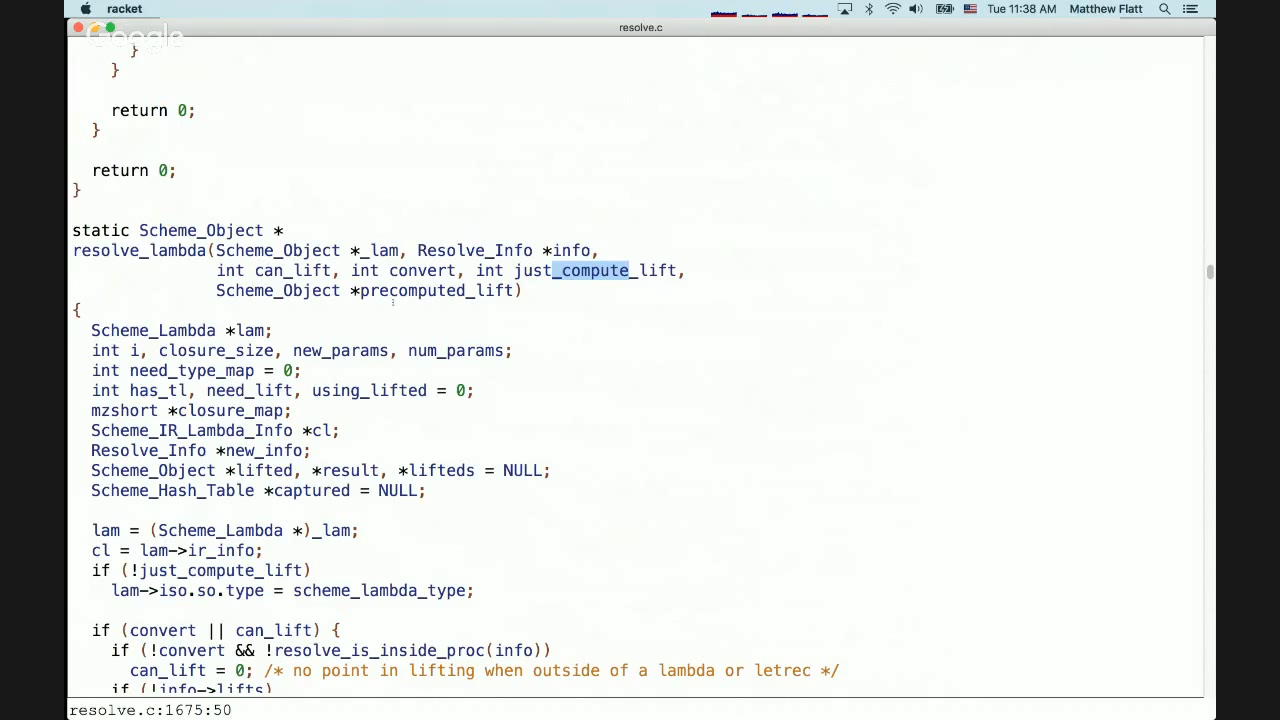 racket
Tue 11:38 AM Matthew Flatt
resolve.c
Google
}
}
return 0;
}
return 0;
}
static Scheme_Object *
resolve_lambda(Scheme_Object *_lam, Resolve_Info *info,
int can_lift, int convert, int just_compute_lift,
Scheme_Object *precomputed_lift)
{
Scheme_Lambda *lam;
int i, closure_size, new_params, num_params;
int need_type_map = 0;
int has_tl, need_lift, using_lifted = 0;
mzshort *closure_map;
Scheme_IR_Lambda_Info *cl;
Resolve_Info *new_info;
Scheme_Object *lifted, *result, *lifteds = NULL;
Scheme_Hash_Table *captured = NULL;
lam = (Scheme_Lambda *)_lam;
cl = lam->ir_info;
if (!just_compute_lift)
lam->iso.so.type = scheme_lambda_type;
if (convert || can_lift) {
if (!convert && !resolve_is_inside_proc(info))
can_lift = 0; /* no point in lifting when outside of a lambda or letrec */
if (!info->lifts)
resolve.c:1675:50